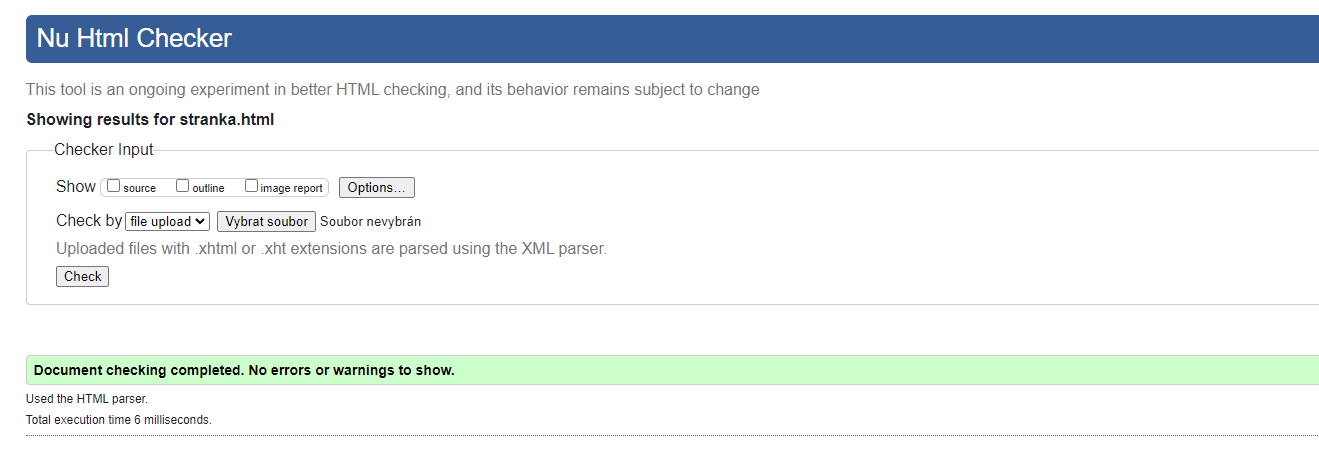 Nu Html Checker
This tool is an ongoing experiment in better HTML checking, and its behavior remains subject to change
Showing results for stranka.html
Checker Input
Show source outline image report Options...
Check by file upload Vybrat soubor Soubor nevybrán
Uploaded files with .xhtml or .xht extensions are parsed using the XML parser.
Check
Document checking completed. No errors or warnings to show.
Used the HTML parser.
Total execution time 6 milliseconds.